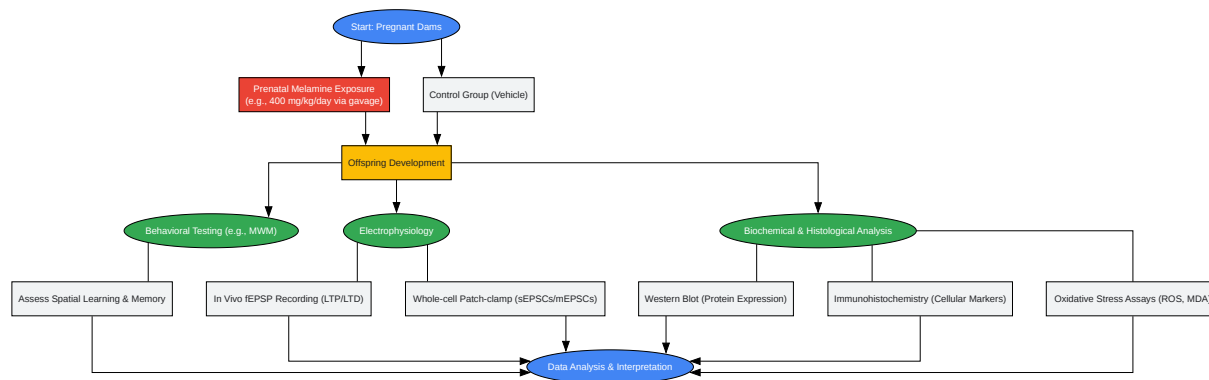 Start: Pregnant Dams
Prenatal Melamine Exposure
(e.g., 400 mg/kg/day via gavage)
Control Group (Vehicle)
Offspring Development
Behavioral Testing (e.g., MWM)
Electrophysiology
Biochemical & Histological Analysis
Assess Spatial Learning & Memory
In Vivo fEPSP Recording (LTP/LTD)
Whole-cell Patch-clamp (sEPSCs/mEPSCs)
Western Blot (Protein Expression)
Immunohistochemistry (Cellular Markers)
Oxidative Stress Assays (ROS, MDA)
Data Analysis & Interpretation